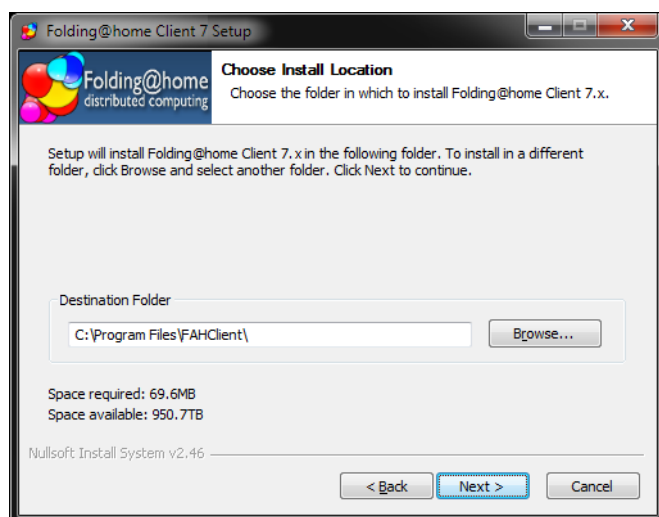 Folding@home Client 7 Setup
Folding@home
distributed computing
Choose Install Location
Choose the folder in which to install Folding@home Client 7.x.
Setup will install Folding@home Client 7.x in the following folder. To install in a different
folder, click Browse and select another folder. Click Next to continue.
Destination Folder
C:\Program Files\FAHClient\
Browse...
Space required: 69.6MB
Space available: 950.7TB
Nullsoft Install System v2.46
< Back
Next >
Cancel